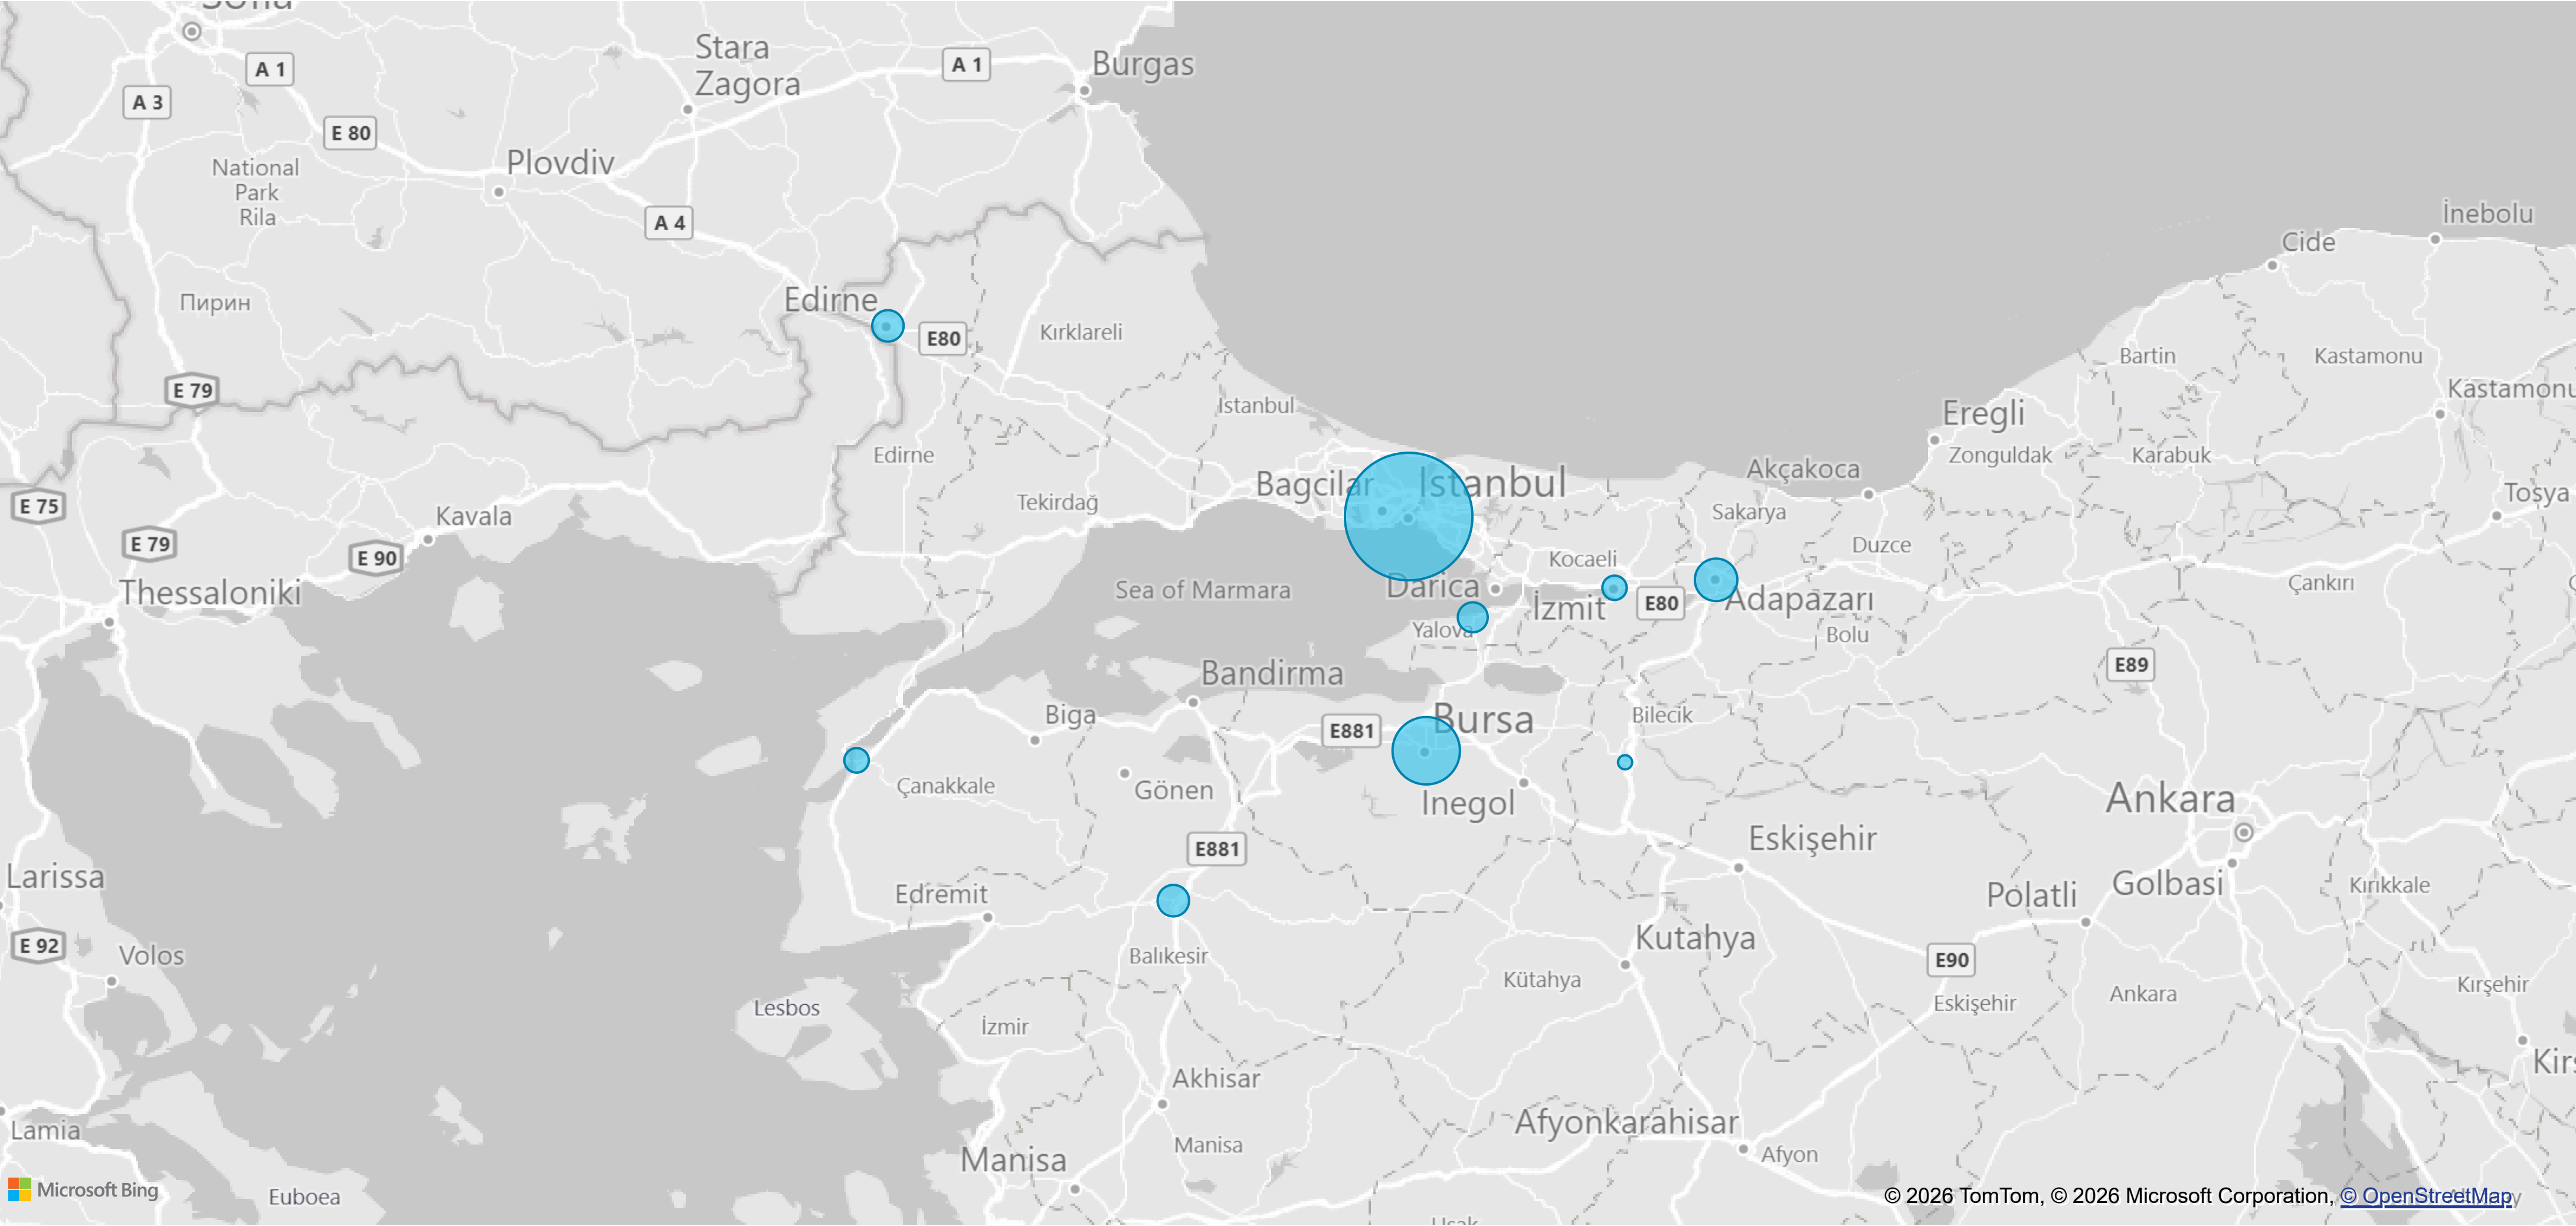 Sofia
A 1
A 3
E 80
National
Park
Rila
Plovdiv
Stara
Zagora
A 1
Burgas
A 4
Пирин
E 79
Edirne
E80
Kırklareli
Edirne
Tekirdağ
Istanbul
Bagcilar
Istanbul
Sea of Marmara
Darica
Yalova
Kocaeli
İzmit
E80
Sakarya
Adapazarı
Akçakoca
Duzce
Bolu
Eregli
Zonguldak
Bartin
Karabuk
Cide
İnebolu
Kastamonu
Kastamonu
Tosya
Çankırı
E 75
E 79
Kavala
E 90
Thessaloniki
Bandirma
Biga
Gönen
Çanakkale
E881
Bursa
Inegol
Bilecik
E881
Eskişehir
E89
Ankara
Golbasi
Polatli
Kırıkkale
Larissa
E 92
Volos
Edremit
Balıkesir
Lesbos
İzmir
Kütahya
Kutahya
E90
Eskişehir
Ankara
Kırşehir
Akhisar
Manisa
Manisa
Afyonkarahisar
Afyon
Lamia
Euboea
Microsoft Bing
© 2026 TomTom, © 2026 Microsoft Corporation, © OpenStreetMap